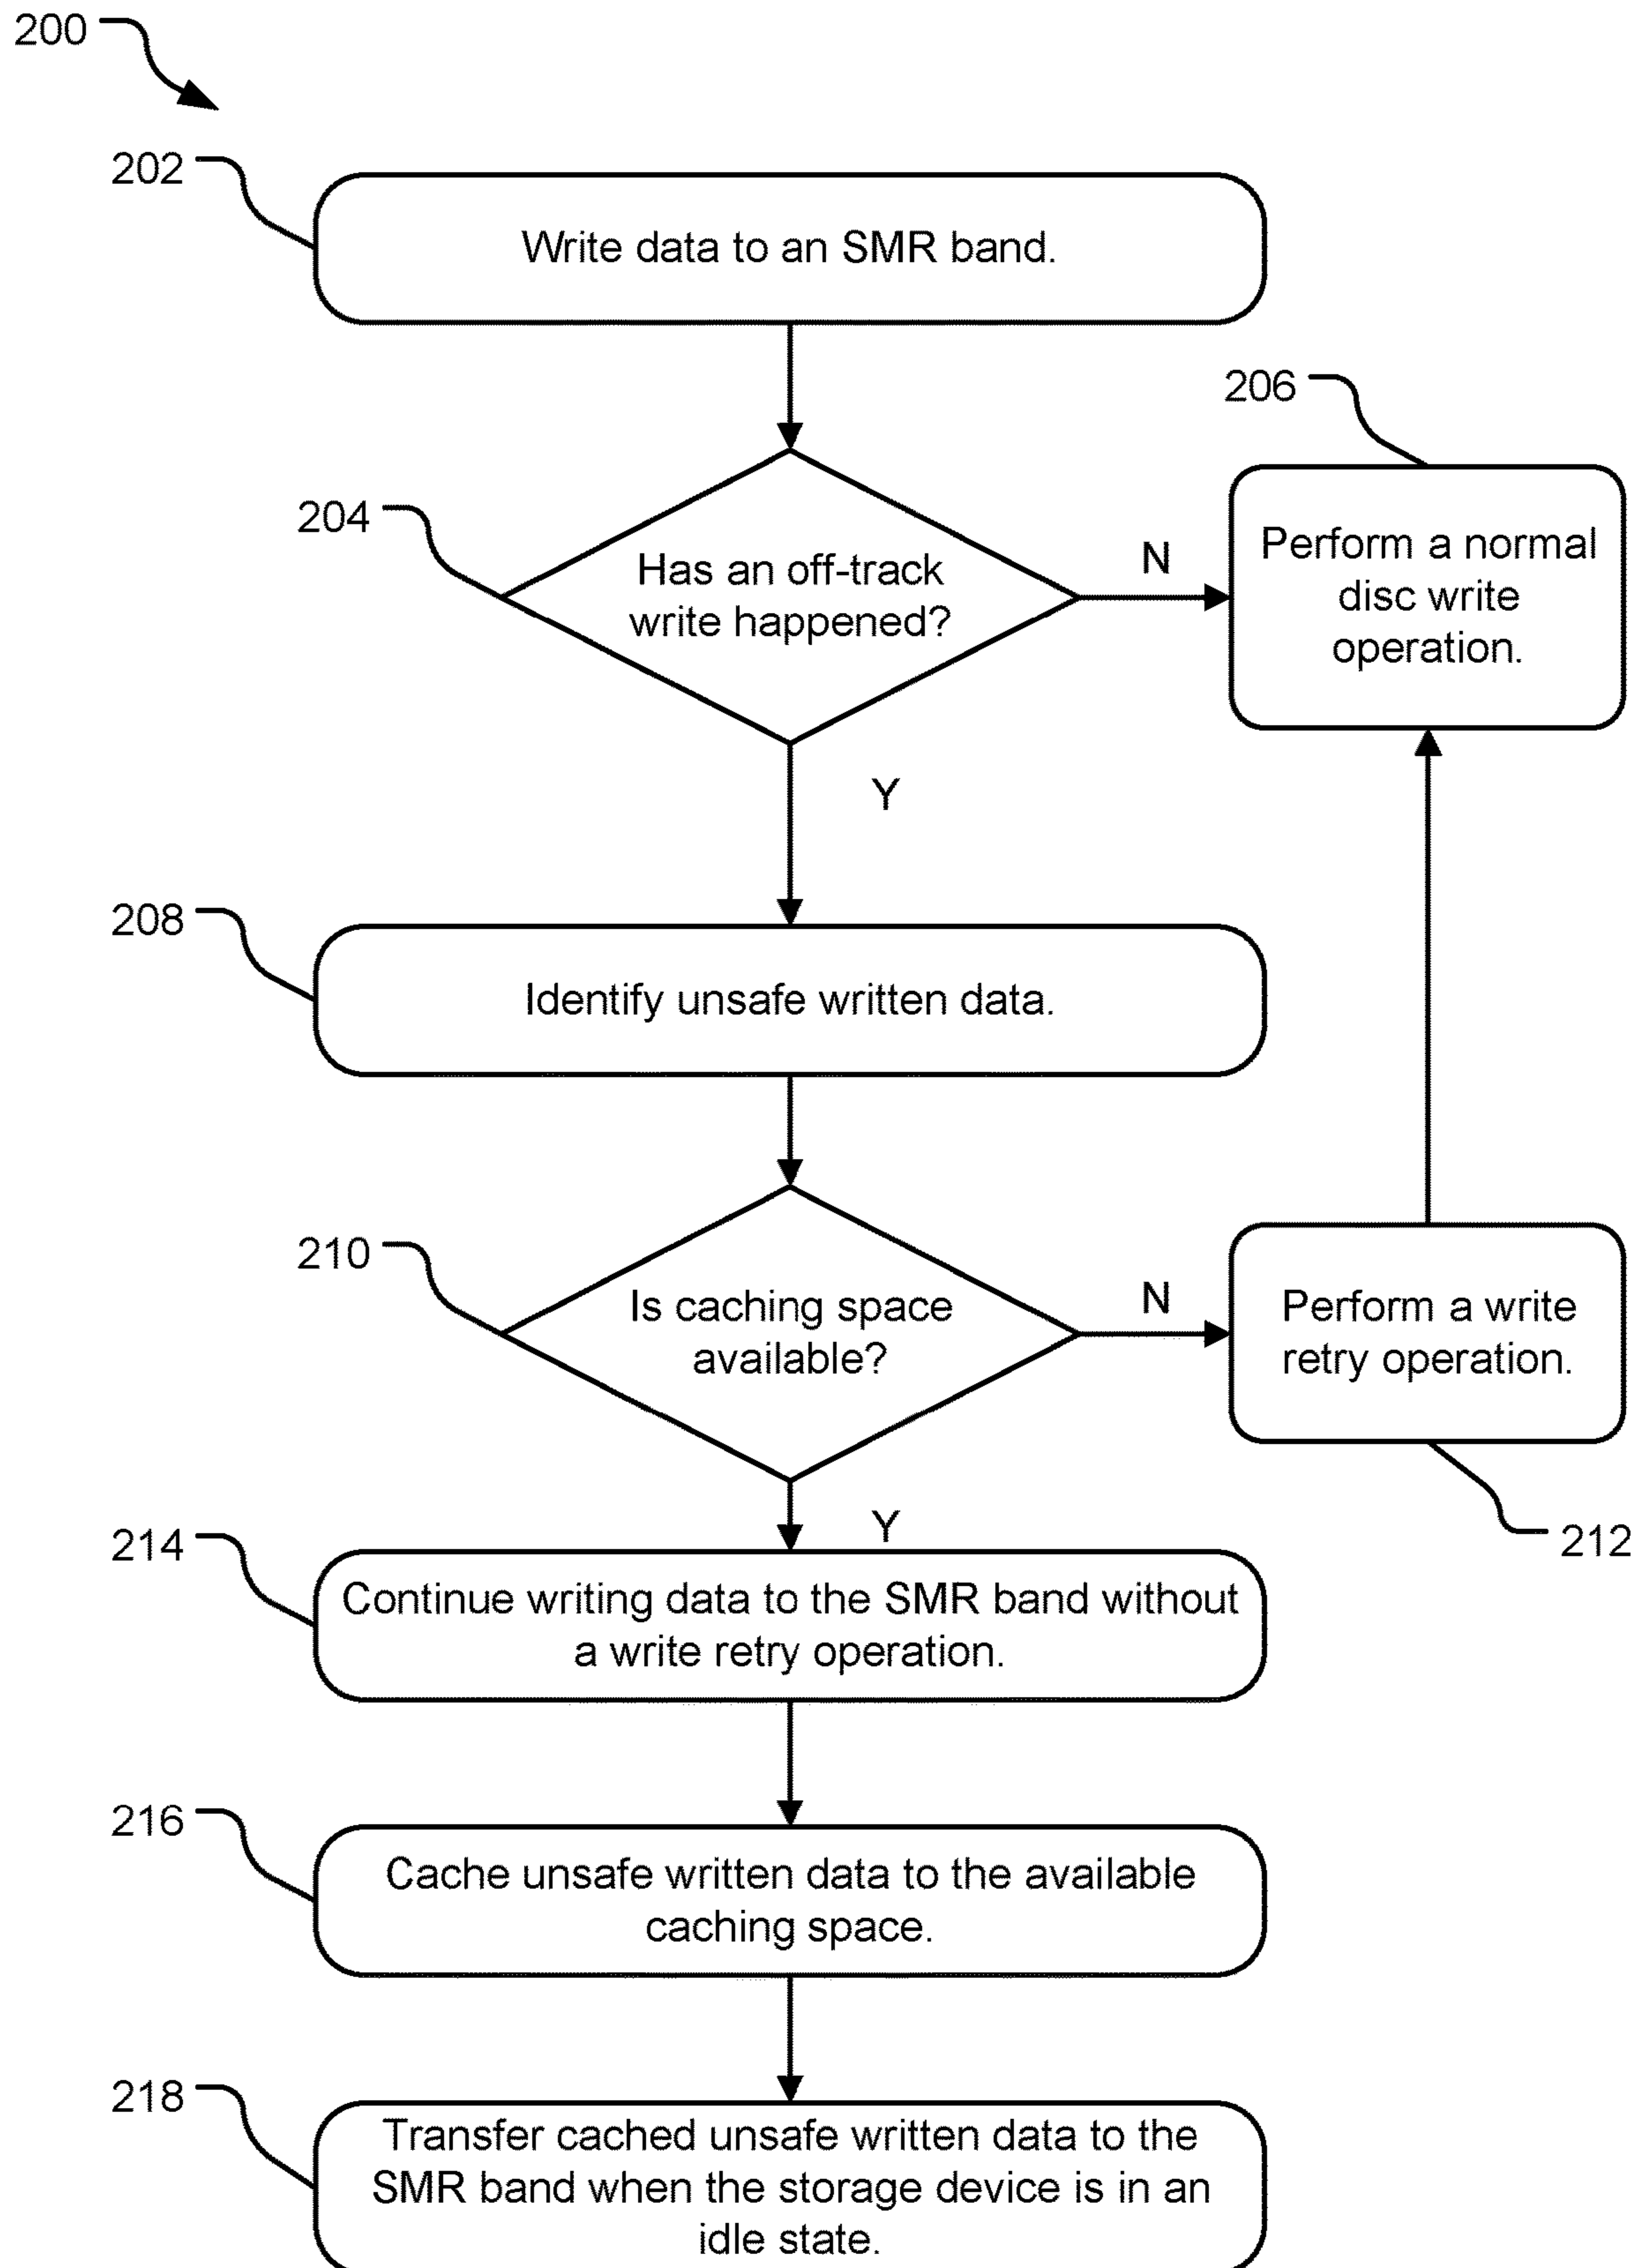 200
202
Write data to an SMR band.
206
204
Has an off-track
write happened?
N
Perform a normal
disc write
operation.
Y
208
Identify unsafe written data.
210
Is caching space
available?
N
Perform a write
retry operation.
212
Y
214
Continue writing data to the SMR band without
a write retry operation.
216
Cache unsafe written data to the available
caching space.
218
Transfer cached unsafe written data to the
SMR band when the storage device is in an
idle state.